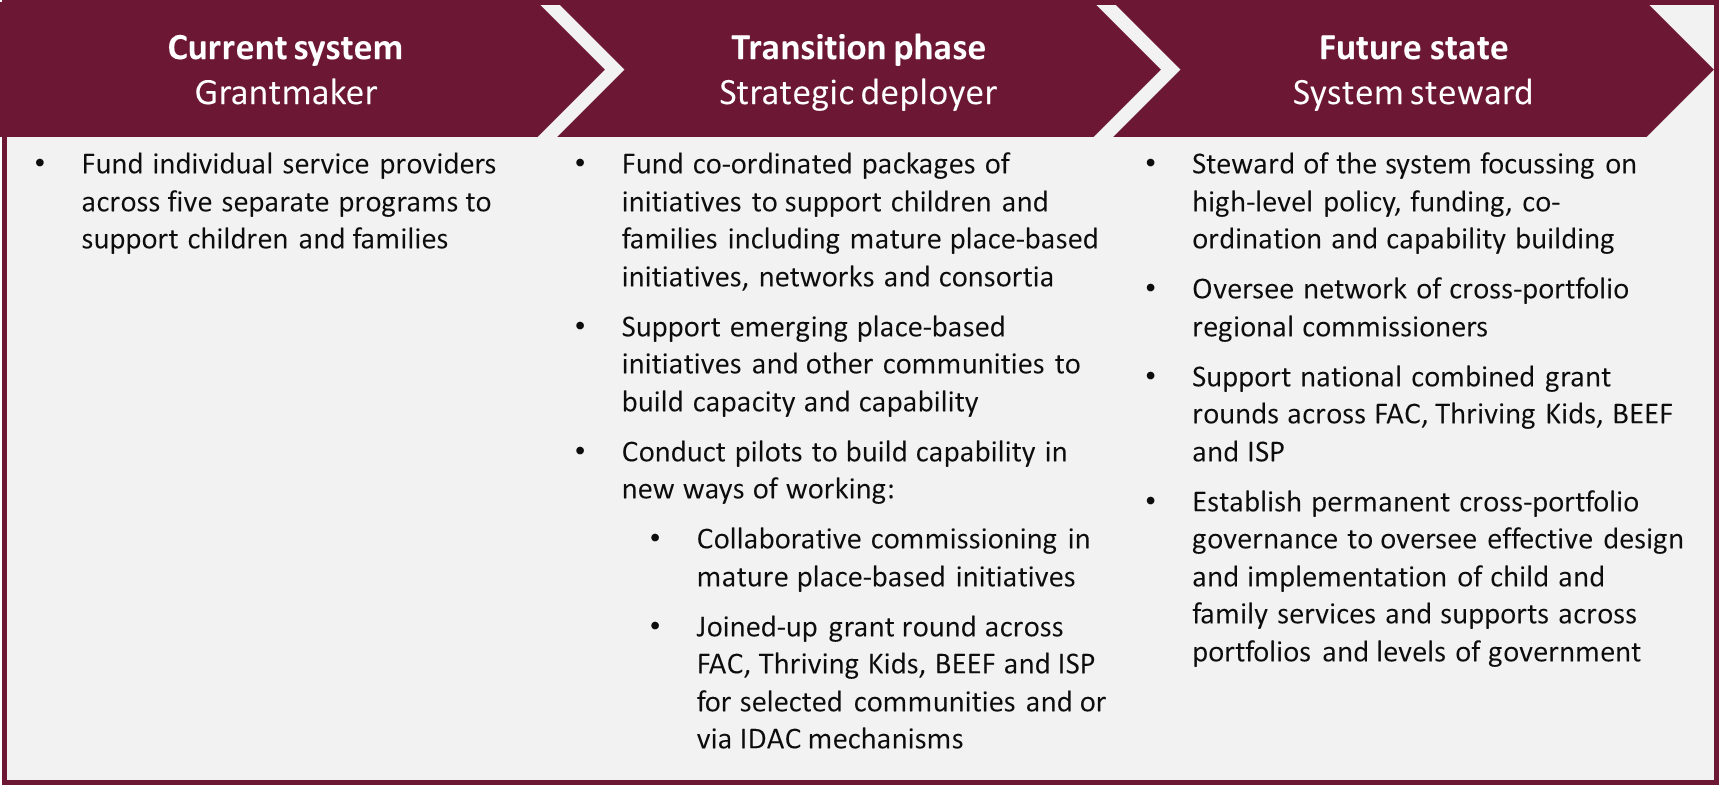 Current system
Grantmaker
• Fund individual service providers
across five separate programs to
support children and families
Transition phase
Strategic deployer
• Fund co-ordinated packages of
initiatives to support children and
families including mature place-based
initiatives, networks and consortia
• Support emerging place-based
initiatives and other communities to
build capacity and capability
• Conduct pilots to build capability in
new ways of working:
• Collaborative commissioning in
mature place-based initiatives
• Joined-up grant round across
FAC, Thriving Kids, BEEF and ISP
for selected communities and or
via IDAC mechanisms
Future state
System steward
• Steward of the system focussing on
high-level policy, funding, co-
ordination and capability building
• Oversee network of cross-portfolio
regional commissioners
• Support national combined grant
rounds across FAC, Thriving Kids, BEEF
and ISP
• Establish permanent cross-portfolio
governance to oversee effective design
and implementation of child and
family services and supports across
portfolios and levels of government